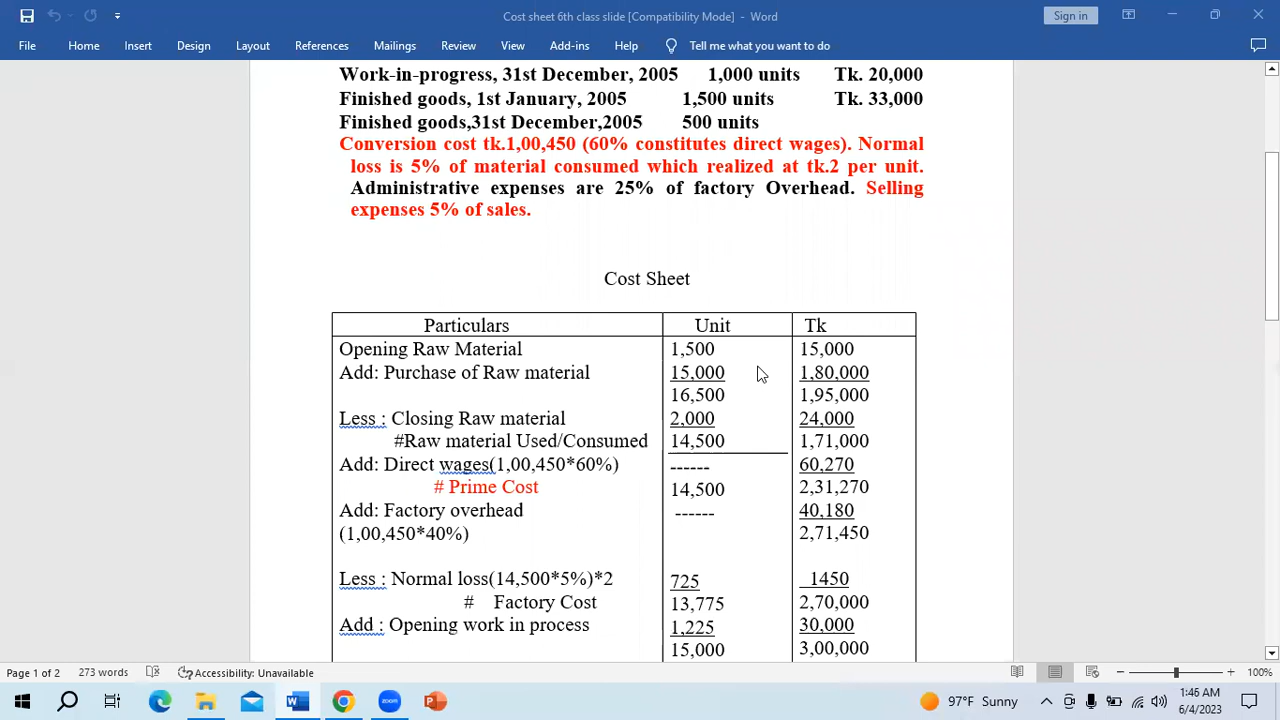 Cost sheet 6th class slide [Compatibility Mode] - Word
Sign in
File Home Insert Design Layout References Mailings Review View Add-ins Help Tell me what you want to do
Work-in-progress, 31st December, 2005 1,000 units Tk. 20,000
Finished goods, 1st January, 2005 1,500 units Tk. 33,000
Finished goods,31st December,2005 500 units
Conversion cost tk.1,00,450 (60% constitutes direct wages). Normal
loss is 5% of material consumed which realized at tk.2 per unit.
Administrative expenses are 25% of factory Overhead. Selling
expenses 5% of sales.
Cost Sheet
Particulars Unit Tk
Opening Raw Material 1,500 15,000
Add: Purchase of Raw material 15,000 1,80,000
16,500 1,95,000
Less : Closing Raw material 2,000 24,000
#Raw material Used/Consumed 14,500 1,71,000
Add: Direct wages(1,00,450*60%) ------ 60,270
# Prime Cost 14,500 2,31,270
Add: Factory overhead ------ 40,180
(1,00,450*40%) 2,71,450
Less : Normal loss(14,500*5%)*2 725 1450
# Factory Cost 13,775 2,70,000
Add : Opening work in process 1,225 30,000
15,000 3,00,000
Page 1 of 2 273 words Accessibility: Unavailable 100%
zoom
97°F Sunny
1:46 AM
6/4/2023